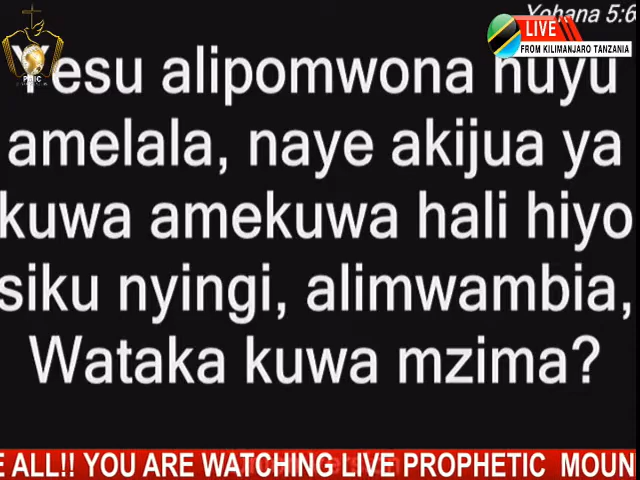 Yohana 5:6
LIVE
FROM KILIMANJARO TANZANIA
PMIC
Yesu alipomwona huyu
amelala, naye akijua ya
kuwa amekuwa hali hiyo
siku nyingi, alimwambia,
Wataka kuwa mzima?
E ALL!! YOU ARE WATCHING LIVE PROPHETIC MOUN